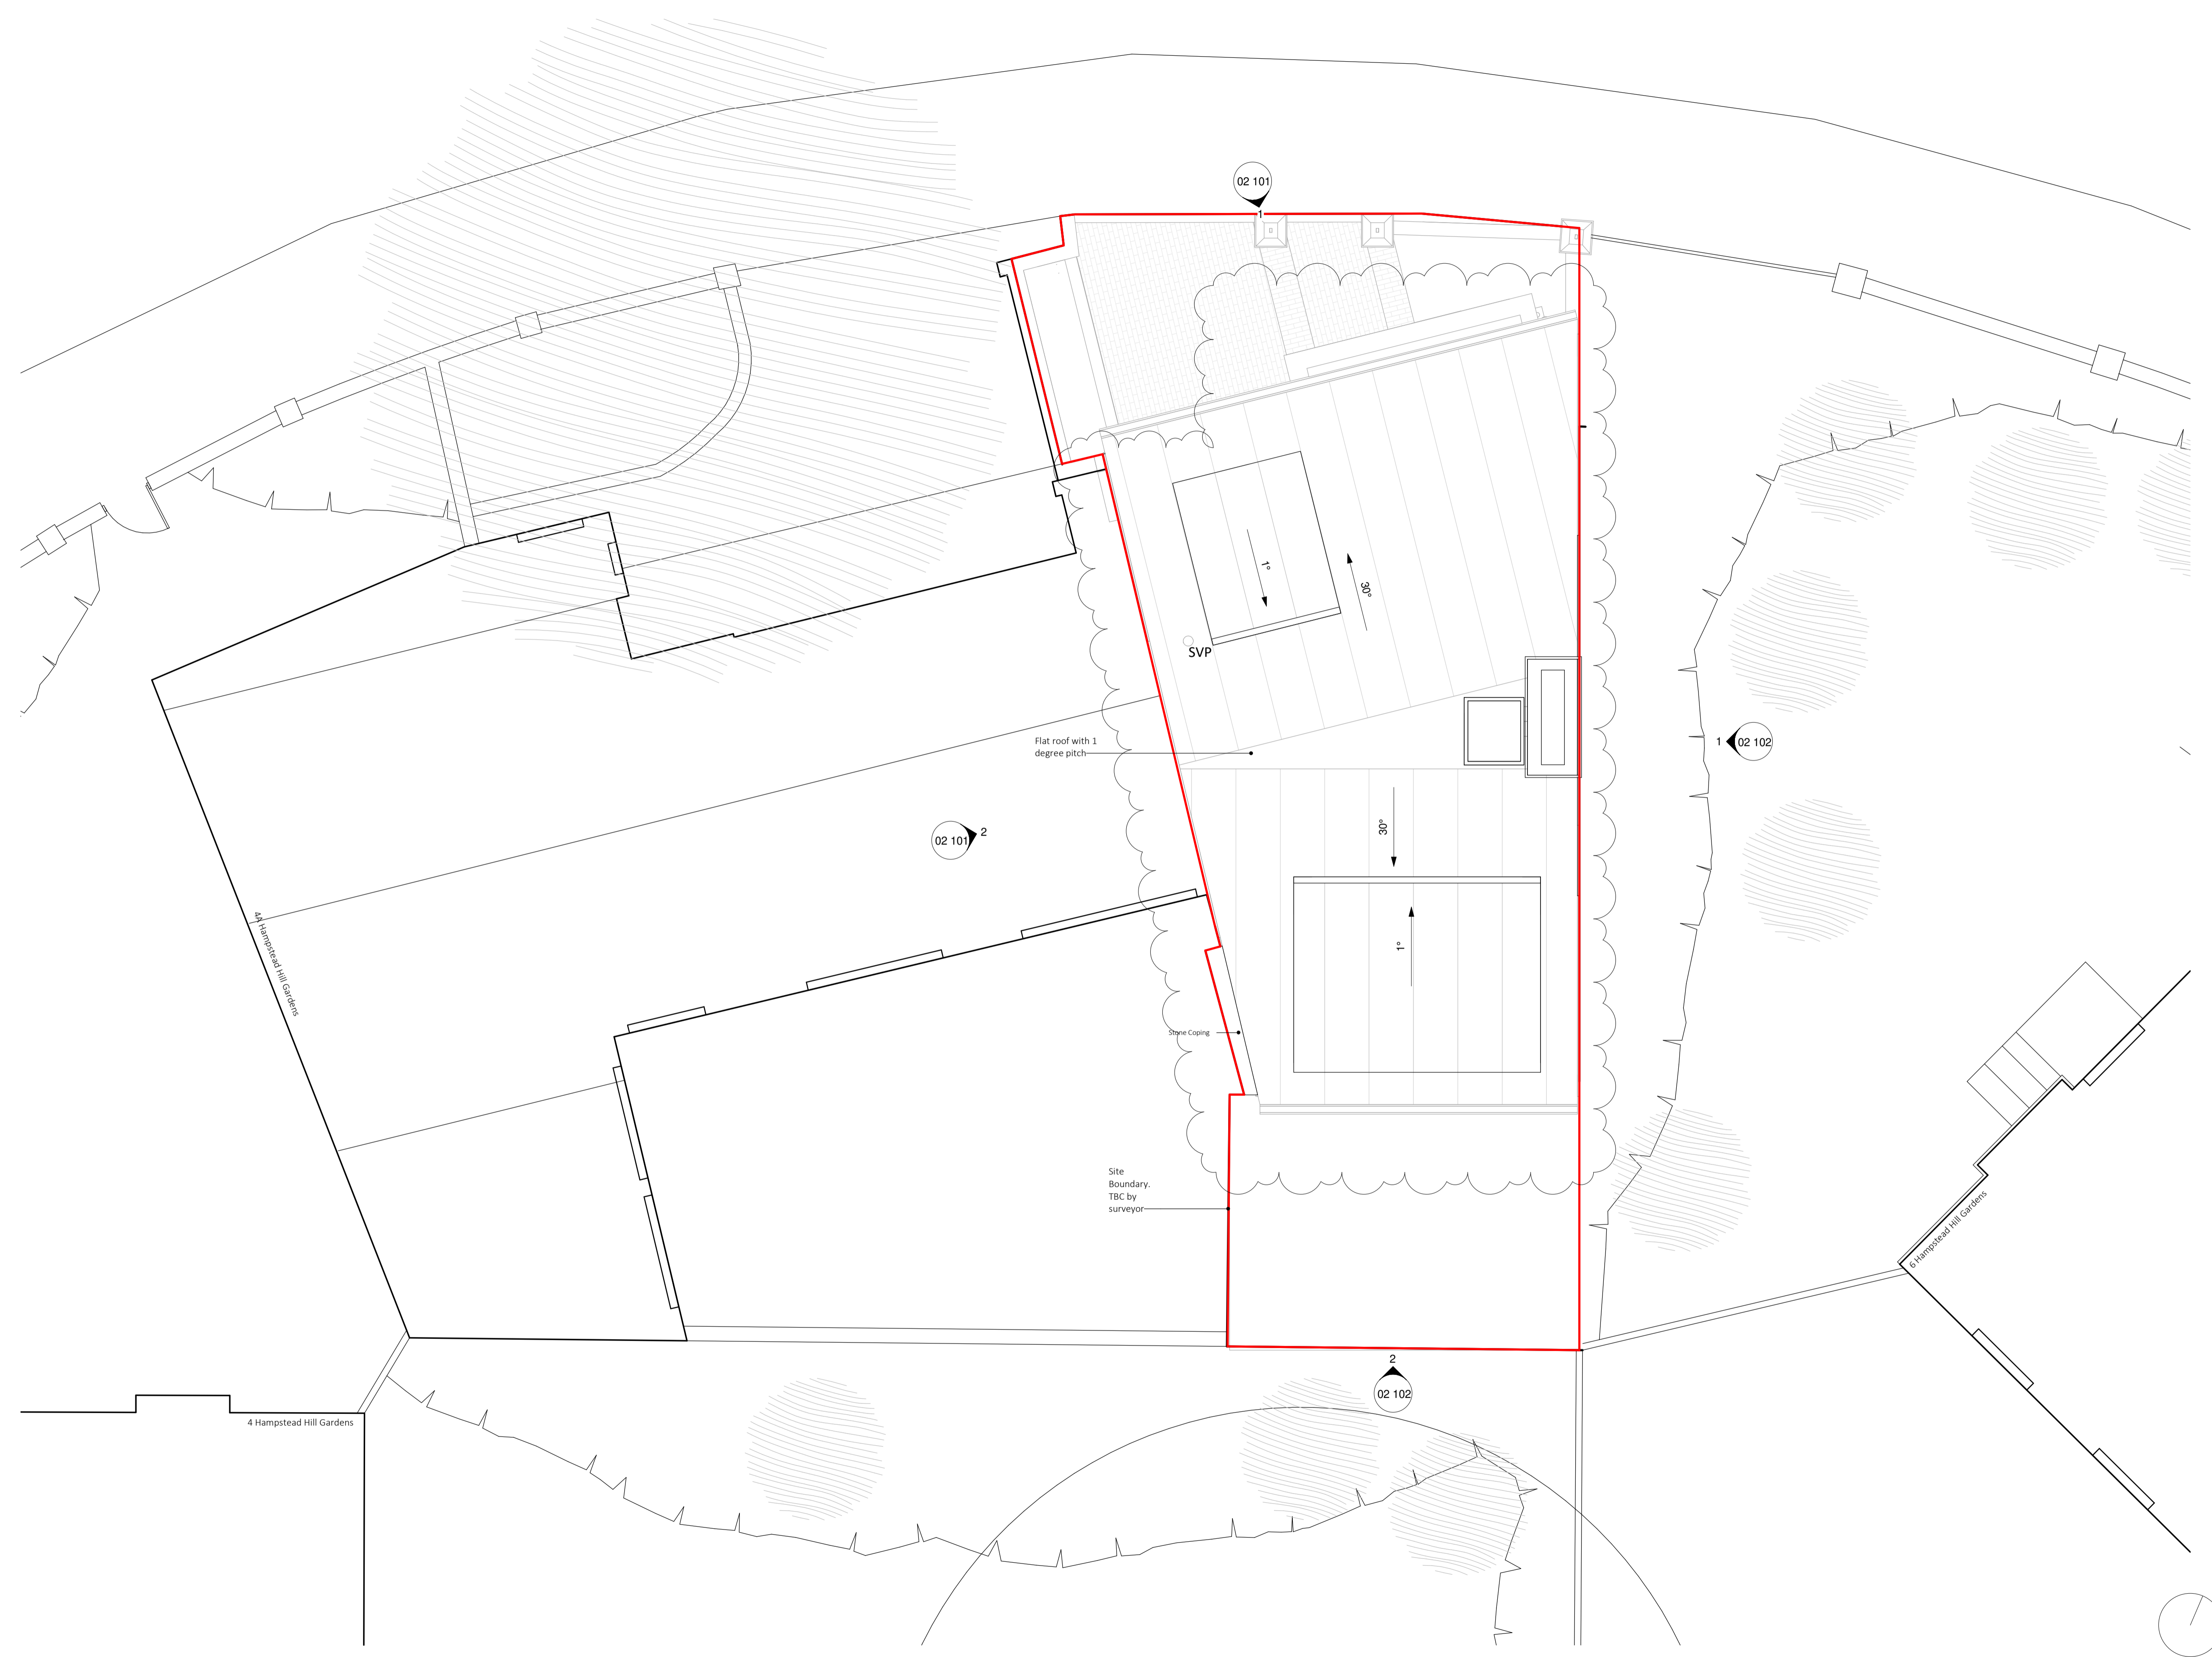 02 101
1
1°
30°
SVP
Flat roof with 1
degree pitch
1
02 102
30°
02 101
2
4A Hampstead Hill Gardens
1°
Stone Coping
Site
Boundary.
TBC by
surveyor
6 Hampstead Hill Gardens
2
02 102
4 Hampstead Hill Gardens